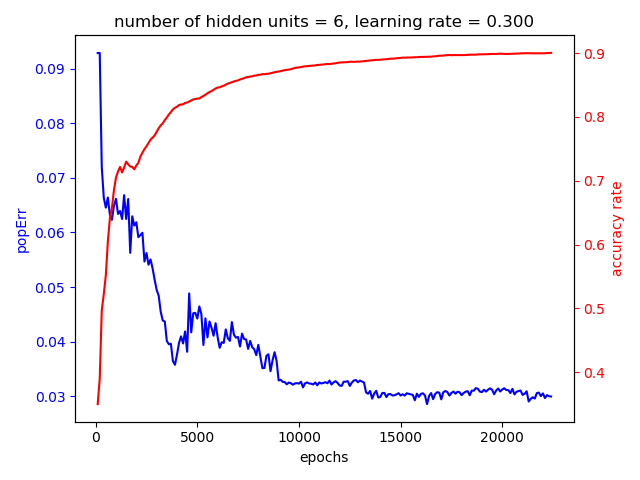 number of hidden units = 6, learning rate = 0.300
0.09
0.08
0.07
0.06
0.05
0.04
0.03
popErr
0.9
0.8
0.7
0.6
0.5
0.4
accuracy rate
0 5000 10000 15000 20000
epochs